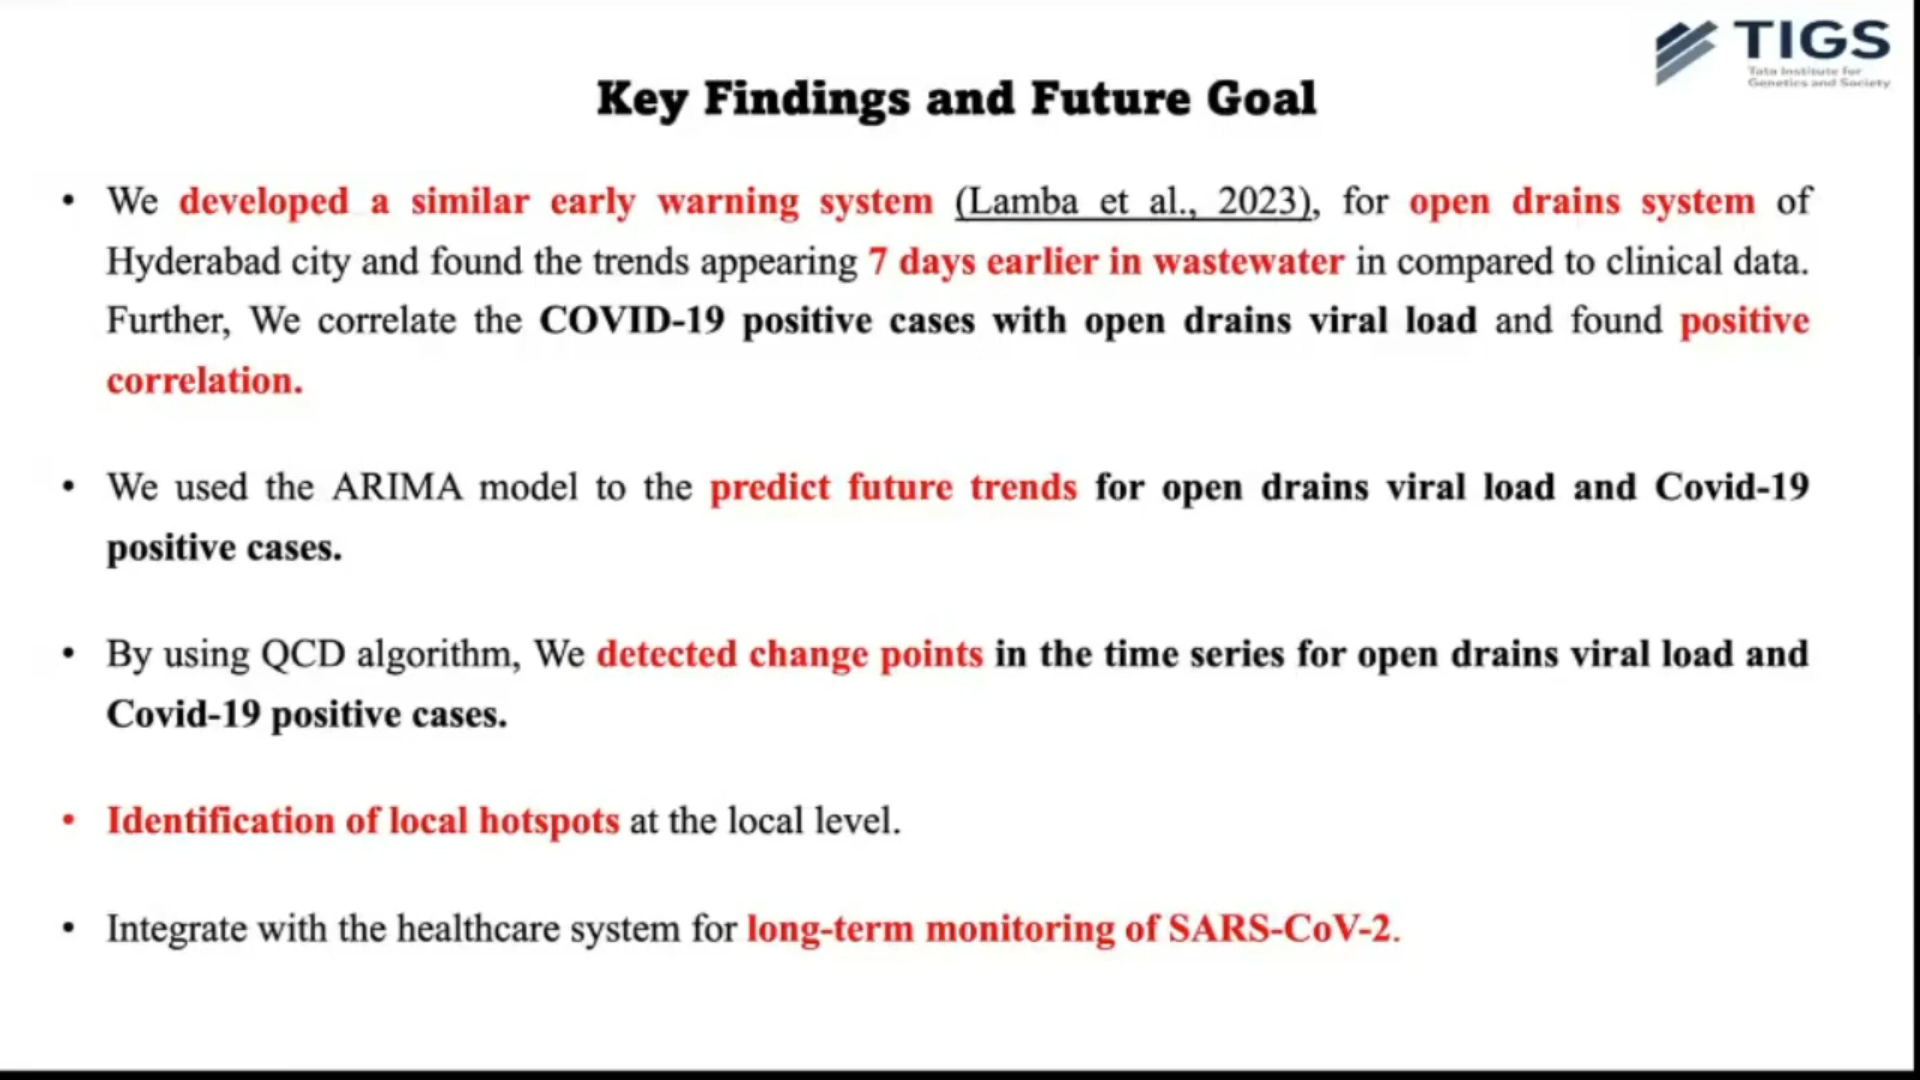 TIGS
Tata Institute for
Genetics and Society
Key Findings and Future Goal
• We developed a similar early warning system (Lamba et al., 2023), for open drains system of
Hyderabad city and found the trends appearing 7 days earlier in wastewater in compared to clinical data.
Further, We correlate the COVID-19 positive cases with open drains viral load and found positive
correlation.
• We used the ARIMA model to the predict future trends for open drains viral load and Covid-19
positive cases.
• By using QCD algorithm, We detected change points in the time series for open drains viral load and
Covid-19 positive cases.
• Identification of local hotspots at the local level.
• Integrate with the healthcare system for long-term monitoring of SARS-CoV-2.